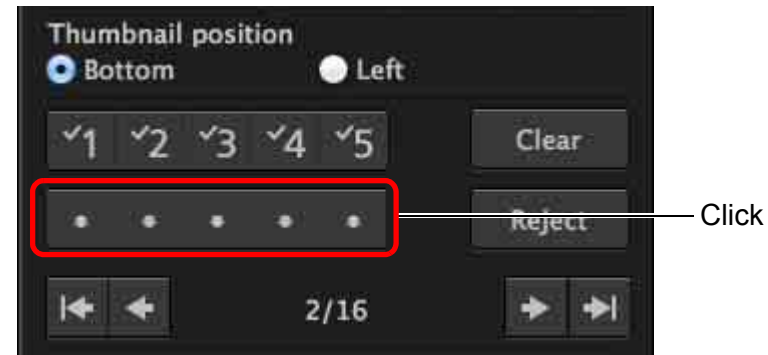 Thumbnail position
Bottom Left
1 2 3 4 5 Clear
Reject Click
2/16